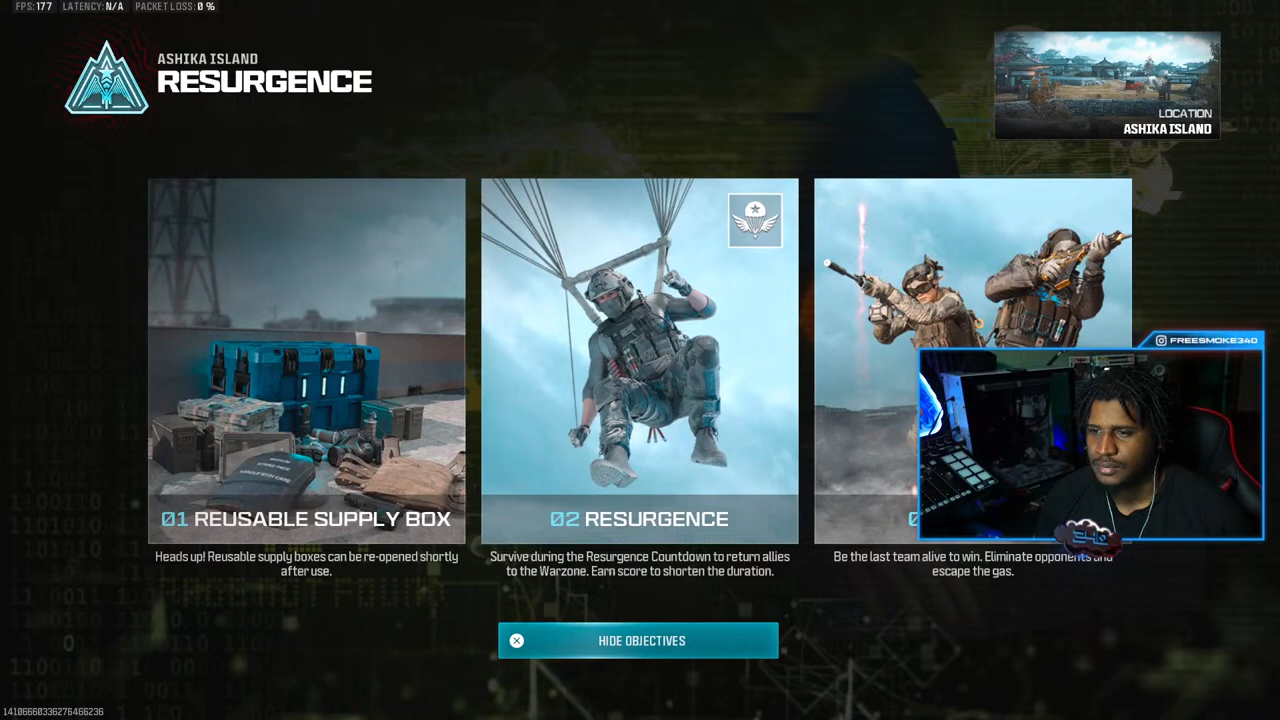 FPS: 177 LATENCY: N/A PACKET LOSS: 0 %
ASHIKA ISLAND
RESURGENCE
LOCATION
ASHIKA ISLAND
01 REUSABLE SUPPLY BOX
Heads up! Reusable supply boxes can be re-opened shortly
after use.
02 RESURGENCE
Survive during the Resurgence Countdown to return allies
to the Warzone. Earn score to shorten the duration.
Be the last team alive to win. Eliminate opponents and
escape the gas.
FREESMOKE340
340
HIDE OBJECTIVES
14106660336276466236